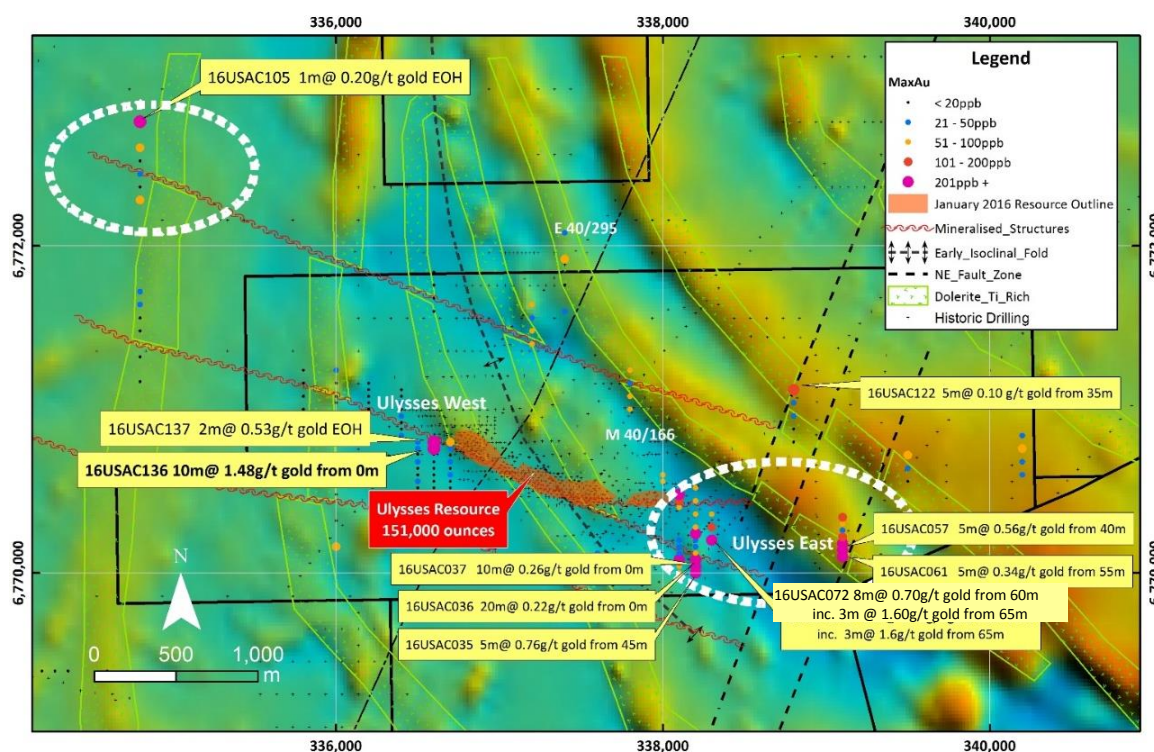 336,000
338,000
340,000
16USAC105 1m@ 0.20g/t gold EOH
Legend
MaxAu
< 20ppb
21 - 50ppb
51 - 100ppb
101 - 200ppb
201ppb +
January 2016 Resource Outline
Mineralised_Structures
Early_Isoclinal_Fold
NE_Fault_Zone
Dolerite_Ti_Rich
Historic Drilling
6,772,000
6,772,000
E 40/295
Ulysses West
16USAC122 5m@ 0.10 g/t gold from 35m
16USAC137 2m@ 0.53g/t gold EOH
M 40/166
16USAC136 10m@ 1.48g/t gold from 0m
Ulysses Resource
151,000 ounces
Ulysses East
16USAC057 5m@ 0.56g/t gold from 40m
6,770,000
6,770,000
16USAC037 10m@ 0.26g/t gold from 0m
16USAC061 5m@ 0.34g/t gold from 55m
N
16USAC036 20m@ 0.22g/t gold from 0m
16USAC072 8m@ 0.70g/t gold from 60m
inc. 3m @ 1.60g/t gold from 65m
inc. 3m@ 1.6g/t gold from 65m
16USAC035 5m@ 0.76g/t gold from 45m
0 500 1,000
m
336,000
338,000
340,000